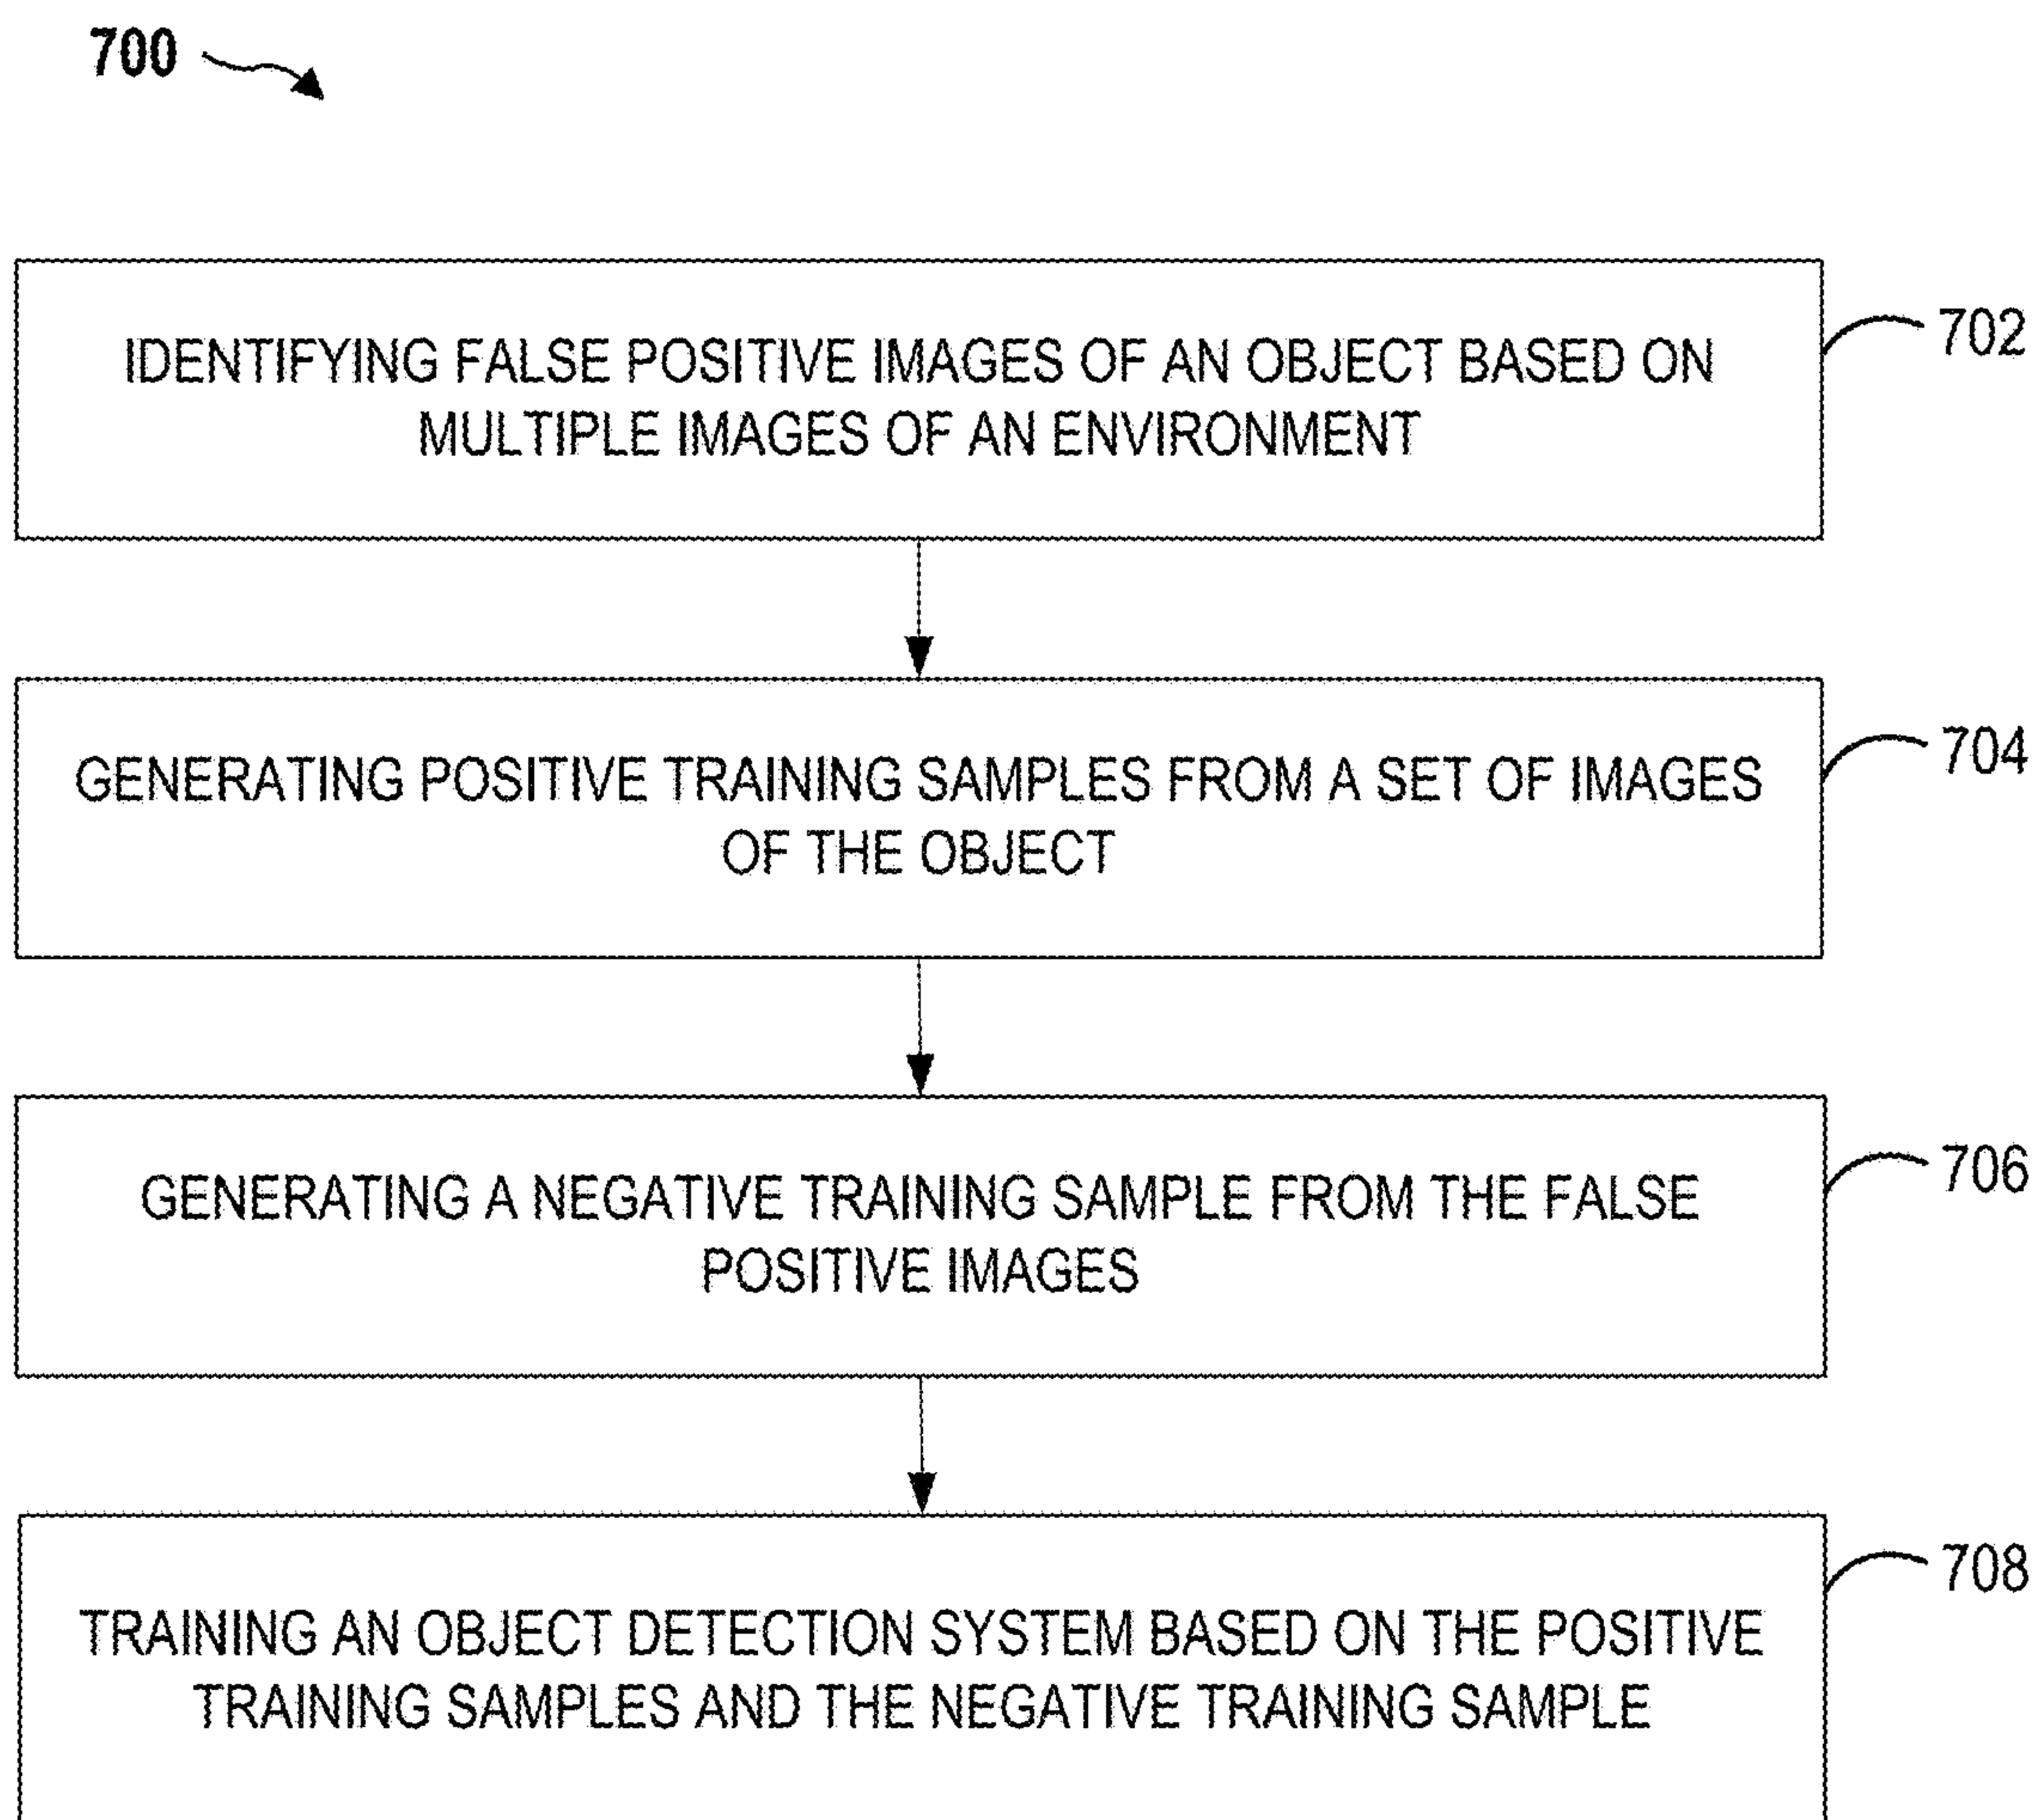 700
IDENTIFYING FALSE POSITIVE IMAGES OF AN OBJECT BASED ON
MULTIPLE IMAGES OF AN ENVIRONMENT
702
GENERATING POSITIVE TRAINING SAMPLES FROM A SET OF IMAGES
OF THE OBJECT
704
GENERATING A NEGATIVE TRAINING SAMPLE FROM THE FALSE
POSITIVE IMAGES
706
TRAINING AN OBJECT DETECTION SYSTEM BASED ON THE POSITIVE
TRAINING SAMPLES AND THE NEGATIVE TRAINING SAMPLE
708